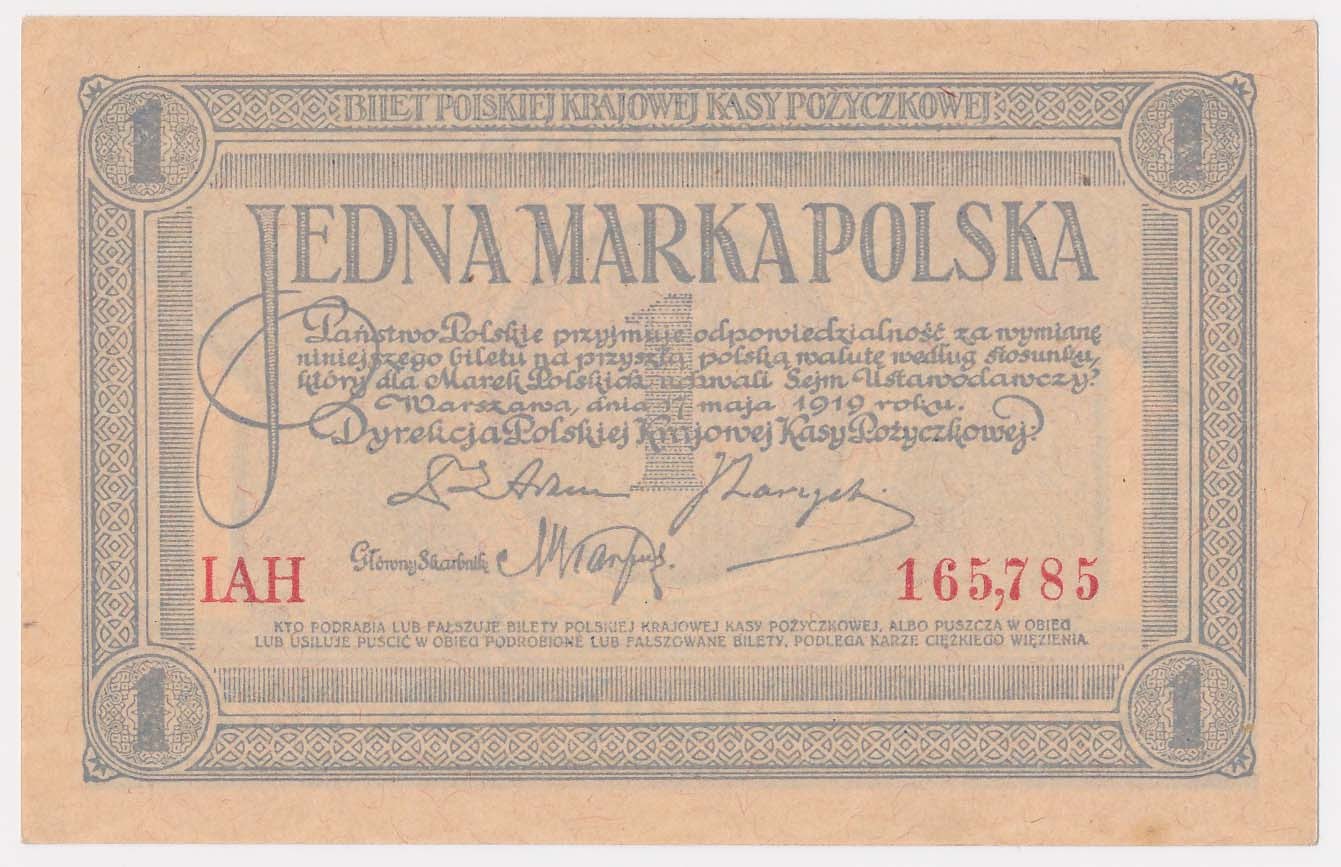 BILET POLSKIEJ KRAJOWEJ KASY POŻYCZKOWEJ
1 1
JEDNA MARKA POLSKA
1
Państwo Polskie przyjmuje odpowiedzialność za wymianę
niniejszego biletu na przyszłą polską walutę według stosunku,
który dla Marek Polskich uchwali Sejm Ustawodawczy.
Warszawa, dnia 17 maja 1919 roku.
Dyrekcja Polskiej Krajowej Kasy Pożyczkowej:
Główny Skarbnik
IAH 165,785
KTO PODRABIA LUB FAŁSZUJE BILETY POLSKIEJ KRAJOWEJ KASY POŻYCZKOWEJ, ALBO PUSZCZA W OBIEG
LUB USIŁUJE PUŚCIĆ W OBIEG PODROBIONE LUB FAŁSZOWANE BILETY, PODLEGA KARZE CIĘŻKIEGO WIĘZIENIA.
1 1